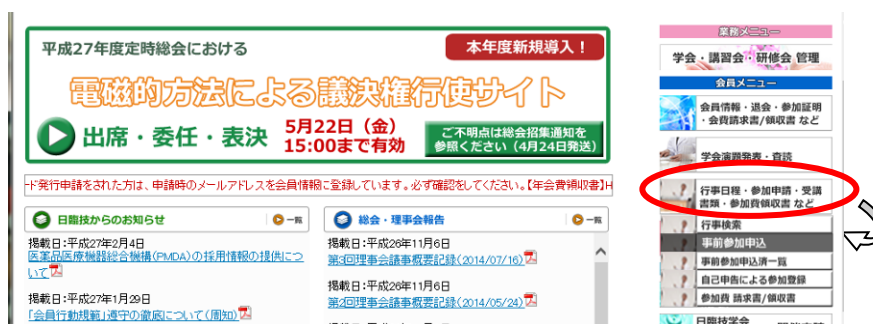 平成27年度定時総会における
本年度新規導入！
電磁的方法による議決権行使サイト
出席・委任・表決
5月22日（金）
15:00まで有効
ご不明点は総会招集通知を
参照ください（4月24日発送）
ド発行申請をされた方は、申請時のメールアドレスを会員情報に登録しています。必ず確認をしてください。【年会費領収書】H
日臨技からのお知らせ
一覧
掲載日:平成27年2月4日
医薬品医療機器総合機構(PMDA)の採用情報の提供につ
いて
掲載日:平成27年1月29日
「会員行動規範」遵守の徹底について(周知)
総会・理事会報告
一覧
掲載日:平成26年11月6日
第3回理事会議事概要記録(2014/07/16)
掲載日:平成26年11月6日
第2回理事会議事概要記録(2014/05/24)
業務メニュー
学会・講習会・研修会 管理
会員メニュー
会員情報・退会・参加証明
・会費請求書/領収書 など
学会演題発表・査読
行事日程・参加申請・受講
書類・参加費領収書 など
行事検索
事前参加申込
事前参加申込済一覧
自己申告による参加登録
参加費 請求書/領収書
日臨技学会